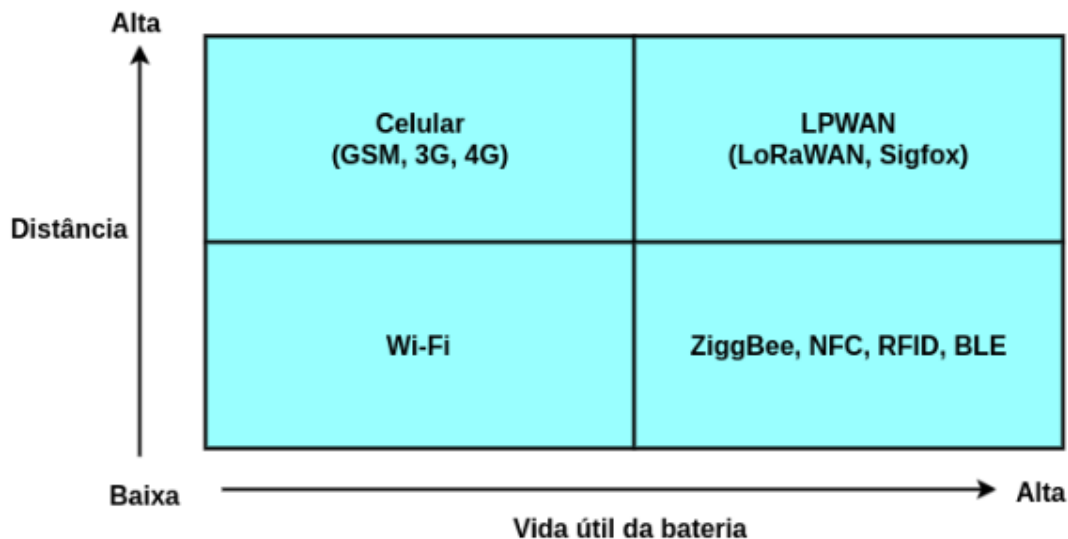 Alta
Celular
(GSM, 3G, 4G)
LPWAN
(LoRaWAN, Sigfox)
Distância
Wi-Fi
ZiggBee, NFC, RFID, BLE
Baixa
Alta
Vida útil da bateria